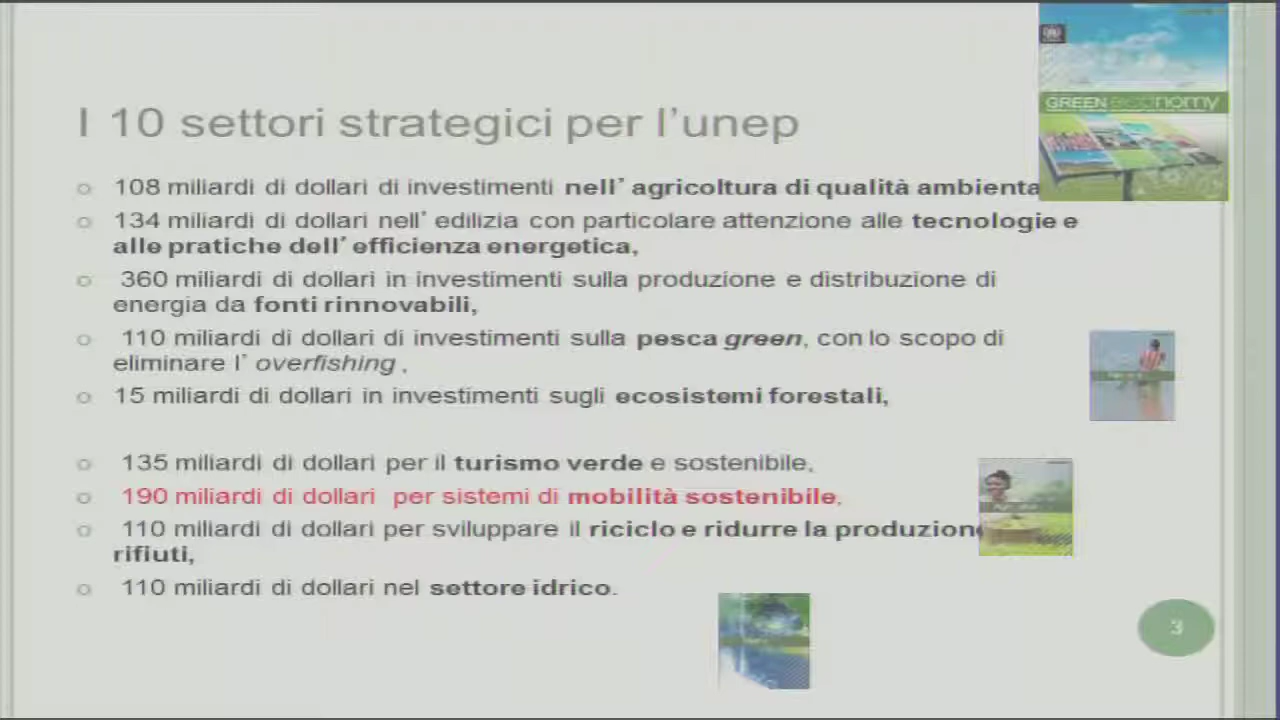 I 10 settori strategici per l’unep
108 miliardi di dollari di investimenti nell’ agricoltura di qualità ambienta
134 miliardi di dollari nell’ edilizia con particolare attenzione alle tecnologie e
alle pratiche dell’ efficienza energetica,
360 miliardi di dollari in investimenti sulla produzione e distribuzione di
energia da fonti rinnovabili,
110 miliardi di dollari di investimenti sulla pesca green, con lo scopo di
eliminare l’ overfishing ,
15 miliardi di dollari in investimenti sugli ecosistemi forestali,
135 miliardi di dollari per il turismo verde e sostenibile,
190 miliardi di dollari per sistemi di mobilità sostenibile,
110 miliardi di dollari per sviluppare il riciclo e ridurre la produzione
rifiuti,
110 miliardi di dollari nel settore idrico.
GREEN economy
3